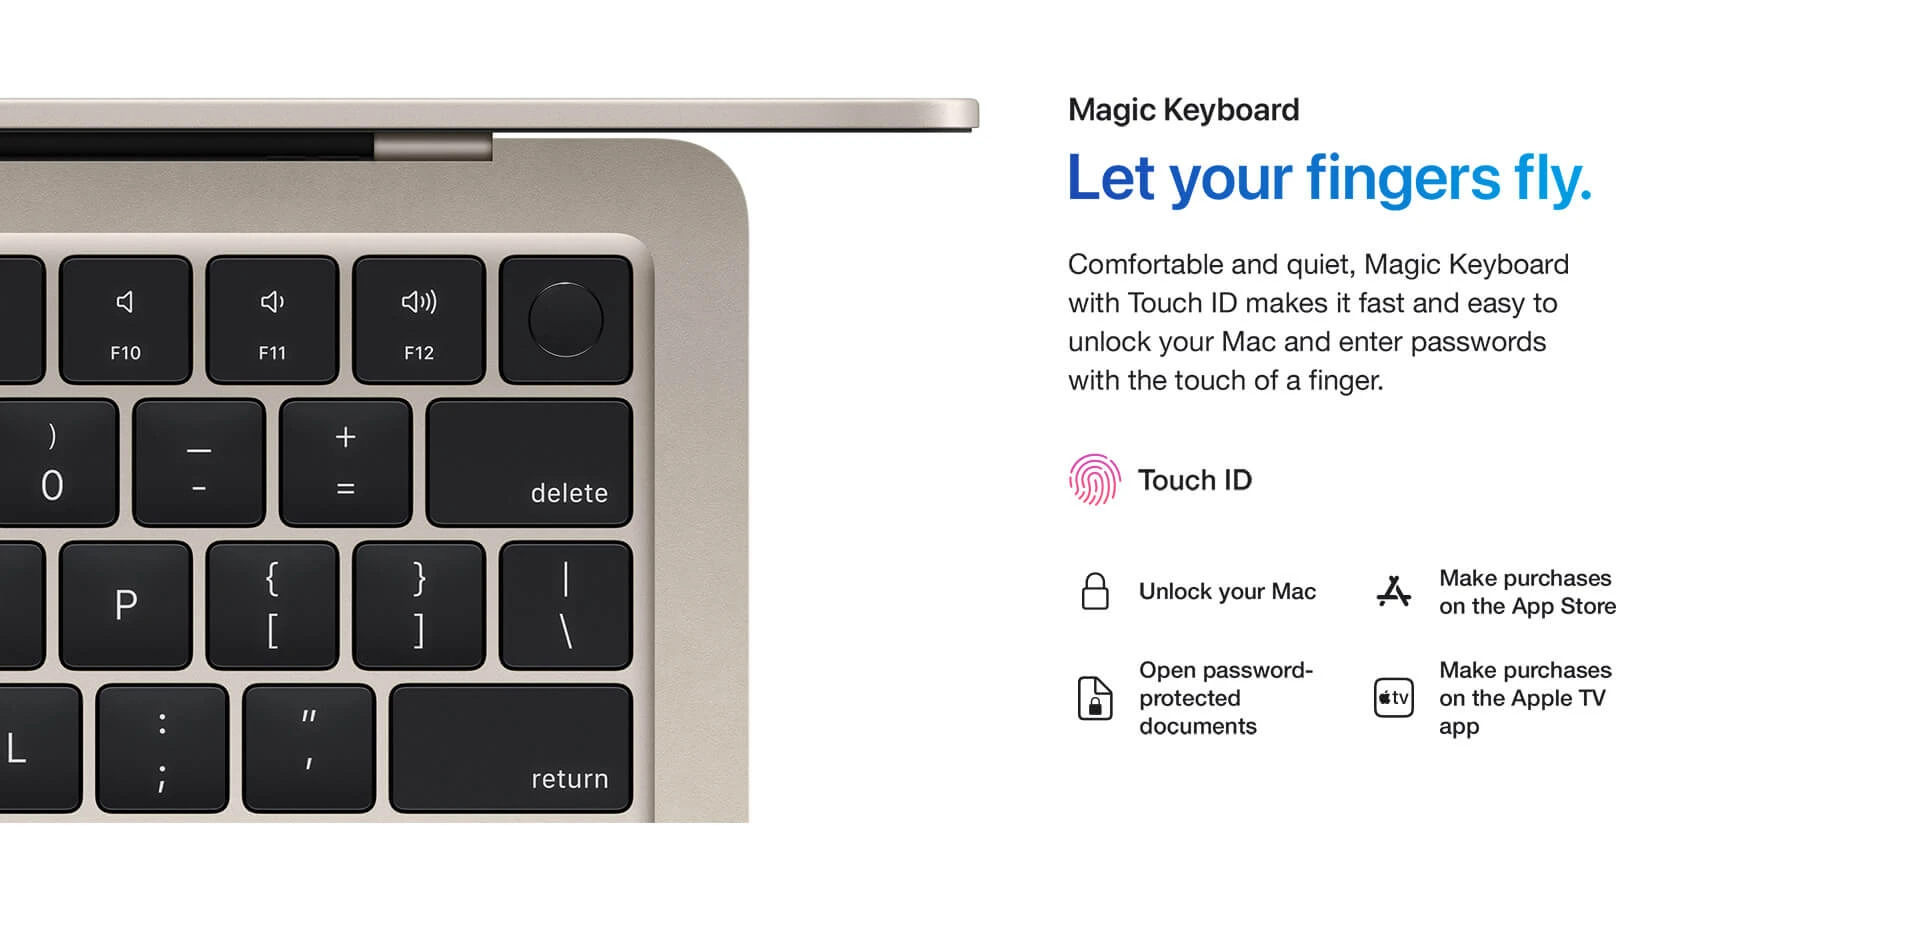 Magic Keyboard
Let your fingers fly.
Comfortable and quiet, Magic Keyboard
with Touch ID makes it fast and easy to
unlock your Mac and enter passwords
with the touch of a finger.
Touch ID
Unlock your Mac
Make purchases
on the App Store
Open password-
protected
documents
tv
Make purchases
on the Apple TV
app
F10 F11 F12
) _ +
0 - = delete
{ } |
P [ ] \
: "
L ; ' return